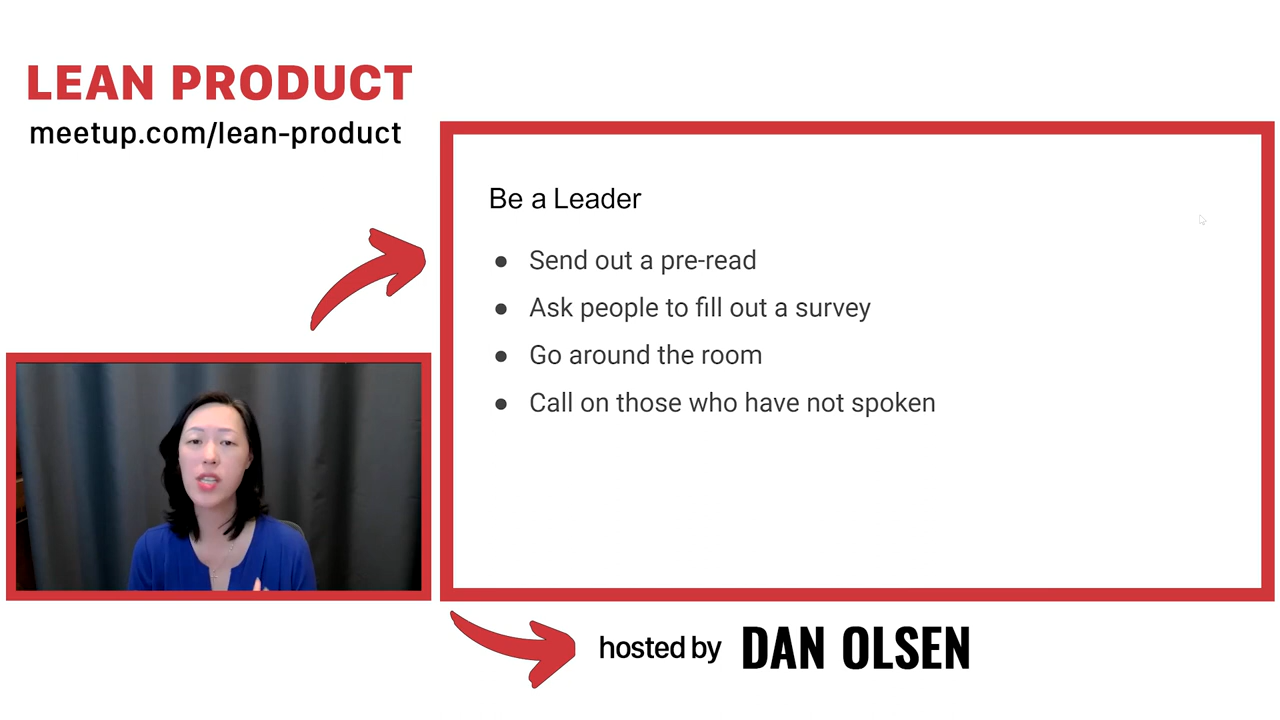 LEAN PRODUCT
meetup.com/lean-product
Be a Leader
● Send out a pre-read
● Ask people to fill out a survey
● Go around the room
● Call on those who have not spoken
hosted by DAN OLSEN